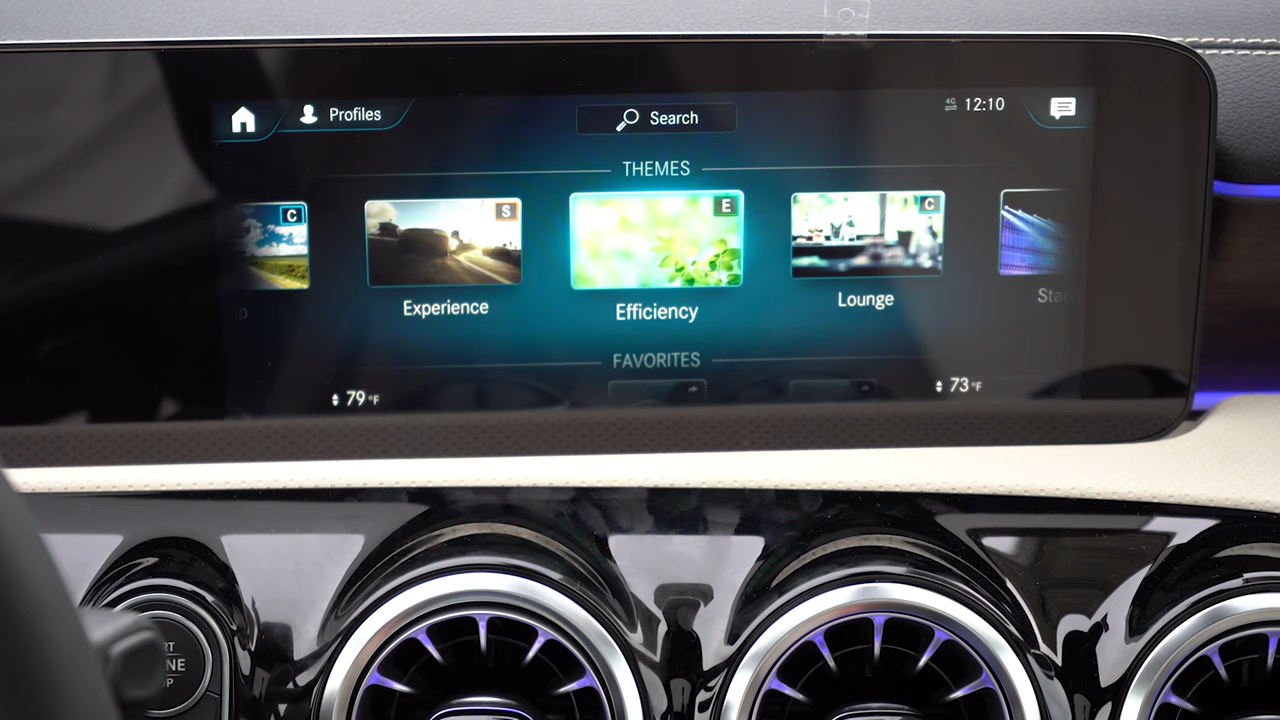 Profiles
Search
4G
12:10
THEMES
C
S
E
C
Experience
Efficiency
Lounge
FAVORITES
79 °F
73 °F